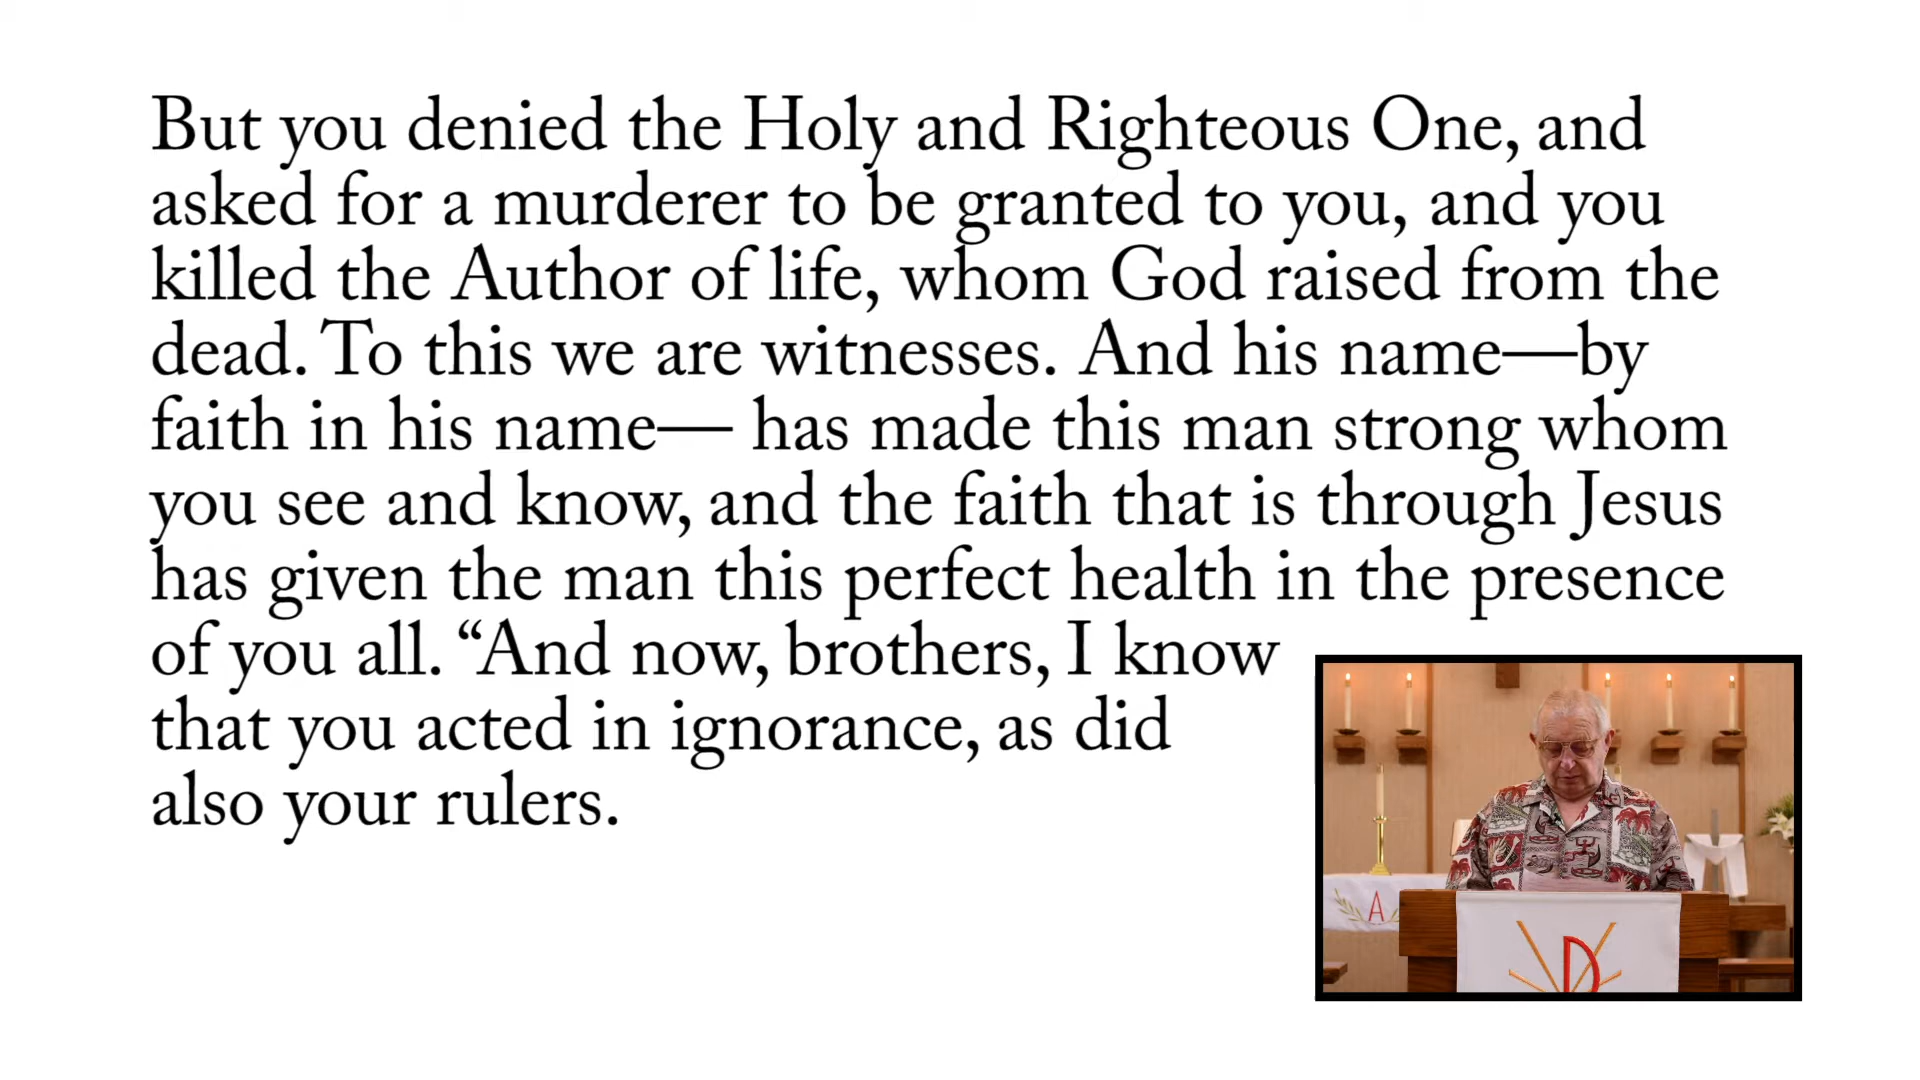 But you denied the Holy and Righteous One, and
asked for a murderer to be granted to you, and you
killed the Author of life, whom God raised from the
dead. To this we are witnesses. And his name—by
faith in his name— has made this man strong whom
you see and know, and the faith that is through Jesus
has given the man this perfect health in the presence
of you all. “And now, brothers, I know
that you acted in ignorance, as did
also your rulers.
A